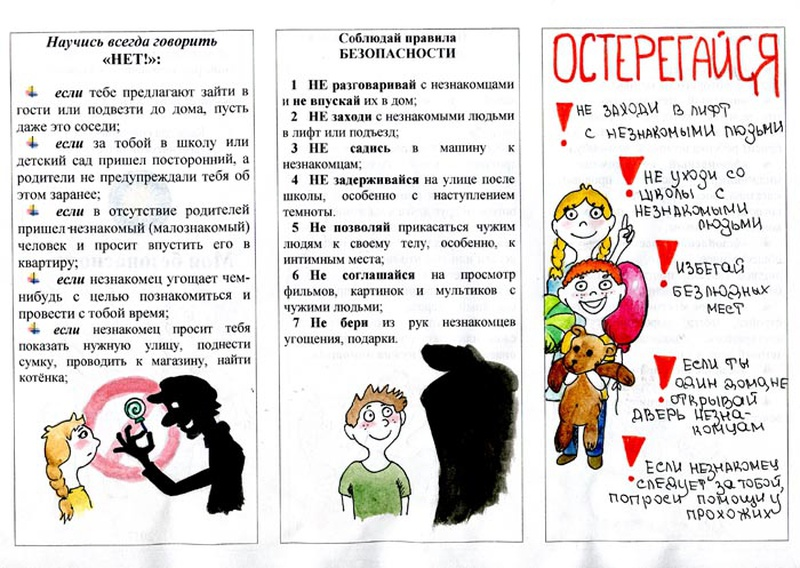 Научись всегда говорить
«НЕТ!»:
если тебе предлагают зайти в
гости или подвезти до дома, пусть
даже это соседи;
если за тобой в школу или
детский сад пришел посторонний, а
родители не предупреждали тебя об
этом заранее;
если в отсутствие родителей
пришел незнакомый (малознакомый)
человек и просит впустить его в
квартиру;
если незнакомец угощает чем-
нибудь с целью познакомиться и
провести с тобой время;
если незнакомец просит тебя
показать нужную улицу, поднести
сумку, проводить к магазину, найти
котёнка;
Соблюдай правила
БЕЗОПАСНОСТИ
1 НЕ разговаривай с незнакомцами
и не впускай их в дом;
2 НЕ заходи с незнакомыми людьми
в лифт или подъезд;
3 НЕ садись в машину к
незнакомцам;
4 НЕ задерживайся на улице после
школы, особенно с наступлением
темноты.
5 Не позволяй прикасаться чужим
людям к своему телу, особенно, к
интимным места;
6 Не соглашайся на просмотр
фильмов, картинок и мультиков с
чужими людьми;
7 Не бери из рук незнакомцев
угощения, подарки.
ОСТЕРЕГАЙСЯ
! НЕ ЗАХОДИ В ЛИФТ
С НЕЗНАКОМЫМИ ЛЮДЬМИ
! НЕ УХОДИ СО
ШКОЛЫ С
НЕЗНАКОМЫМИ
ЛЮДЬМИ
! ИЗБЕГАЙ
БЕЗЛЮДНЫХ
МЕСТ
! ЕСЛИ ТЫ
ОДИН ДОМА, НЕ
ОТКРЫВАЙ
ДВЕРЬ НЕЗНА-
КОМЦАМ
! ЕСЛИ НЕЗНАКОМЕЦ
СЛЕДУЕТ ЗА ТОБОЙ,
ПОПРОСИ ПОМОЩИ У
ПРОХОЖИХ